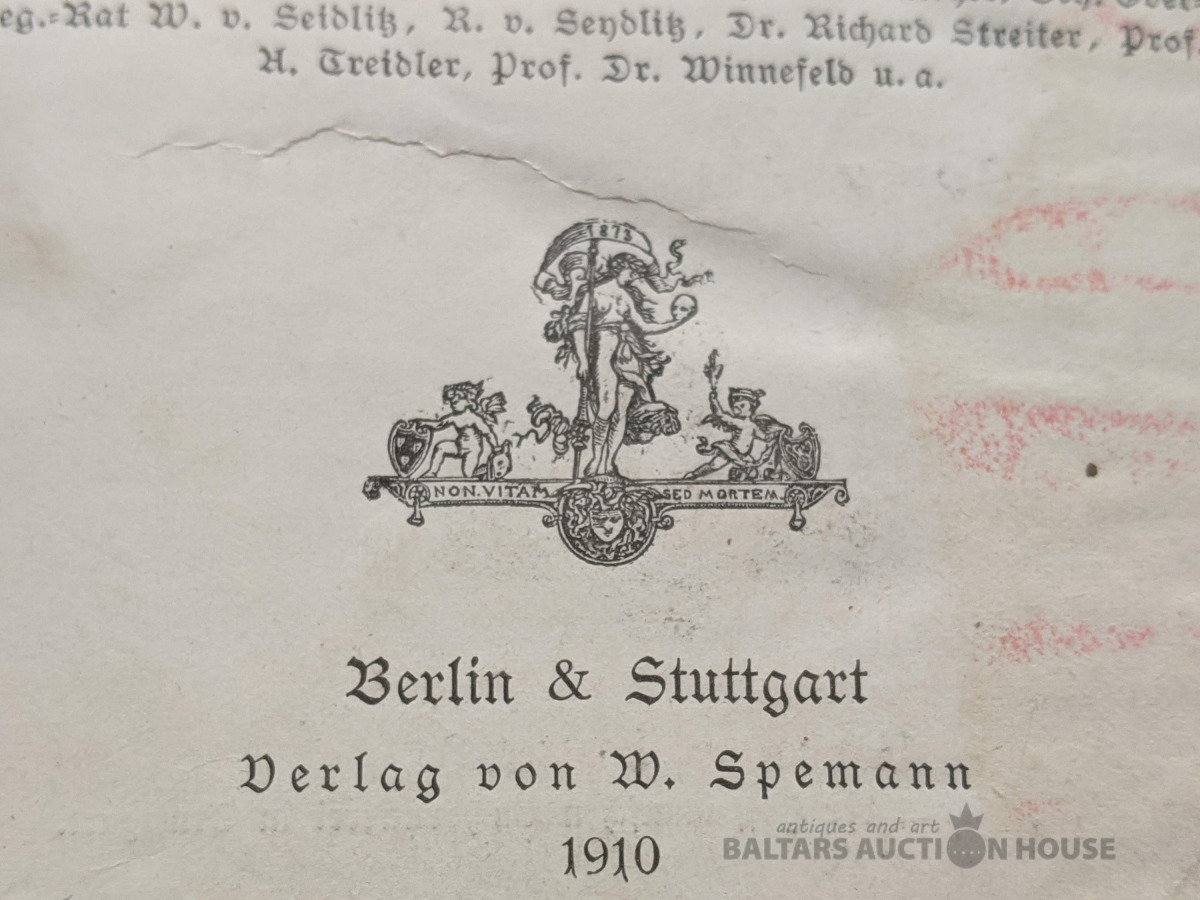 eg.=Rat W. v. Seidlitz, R. v. Seydlitz, Dr. Richard Streiter, Prof.
A. Treidler, Prof. Dr. Winnefeld u. a.
1873
NON.VITAM SED MORTEM.
Berlin & Stuttgart
Verlag von W. Spemann
1910
antiques and art
BALTARS AUCTION HOUSE